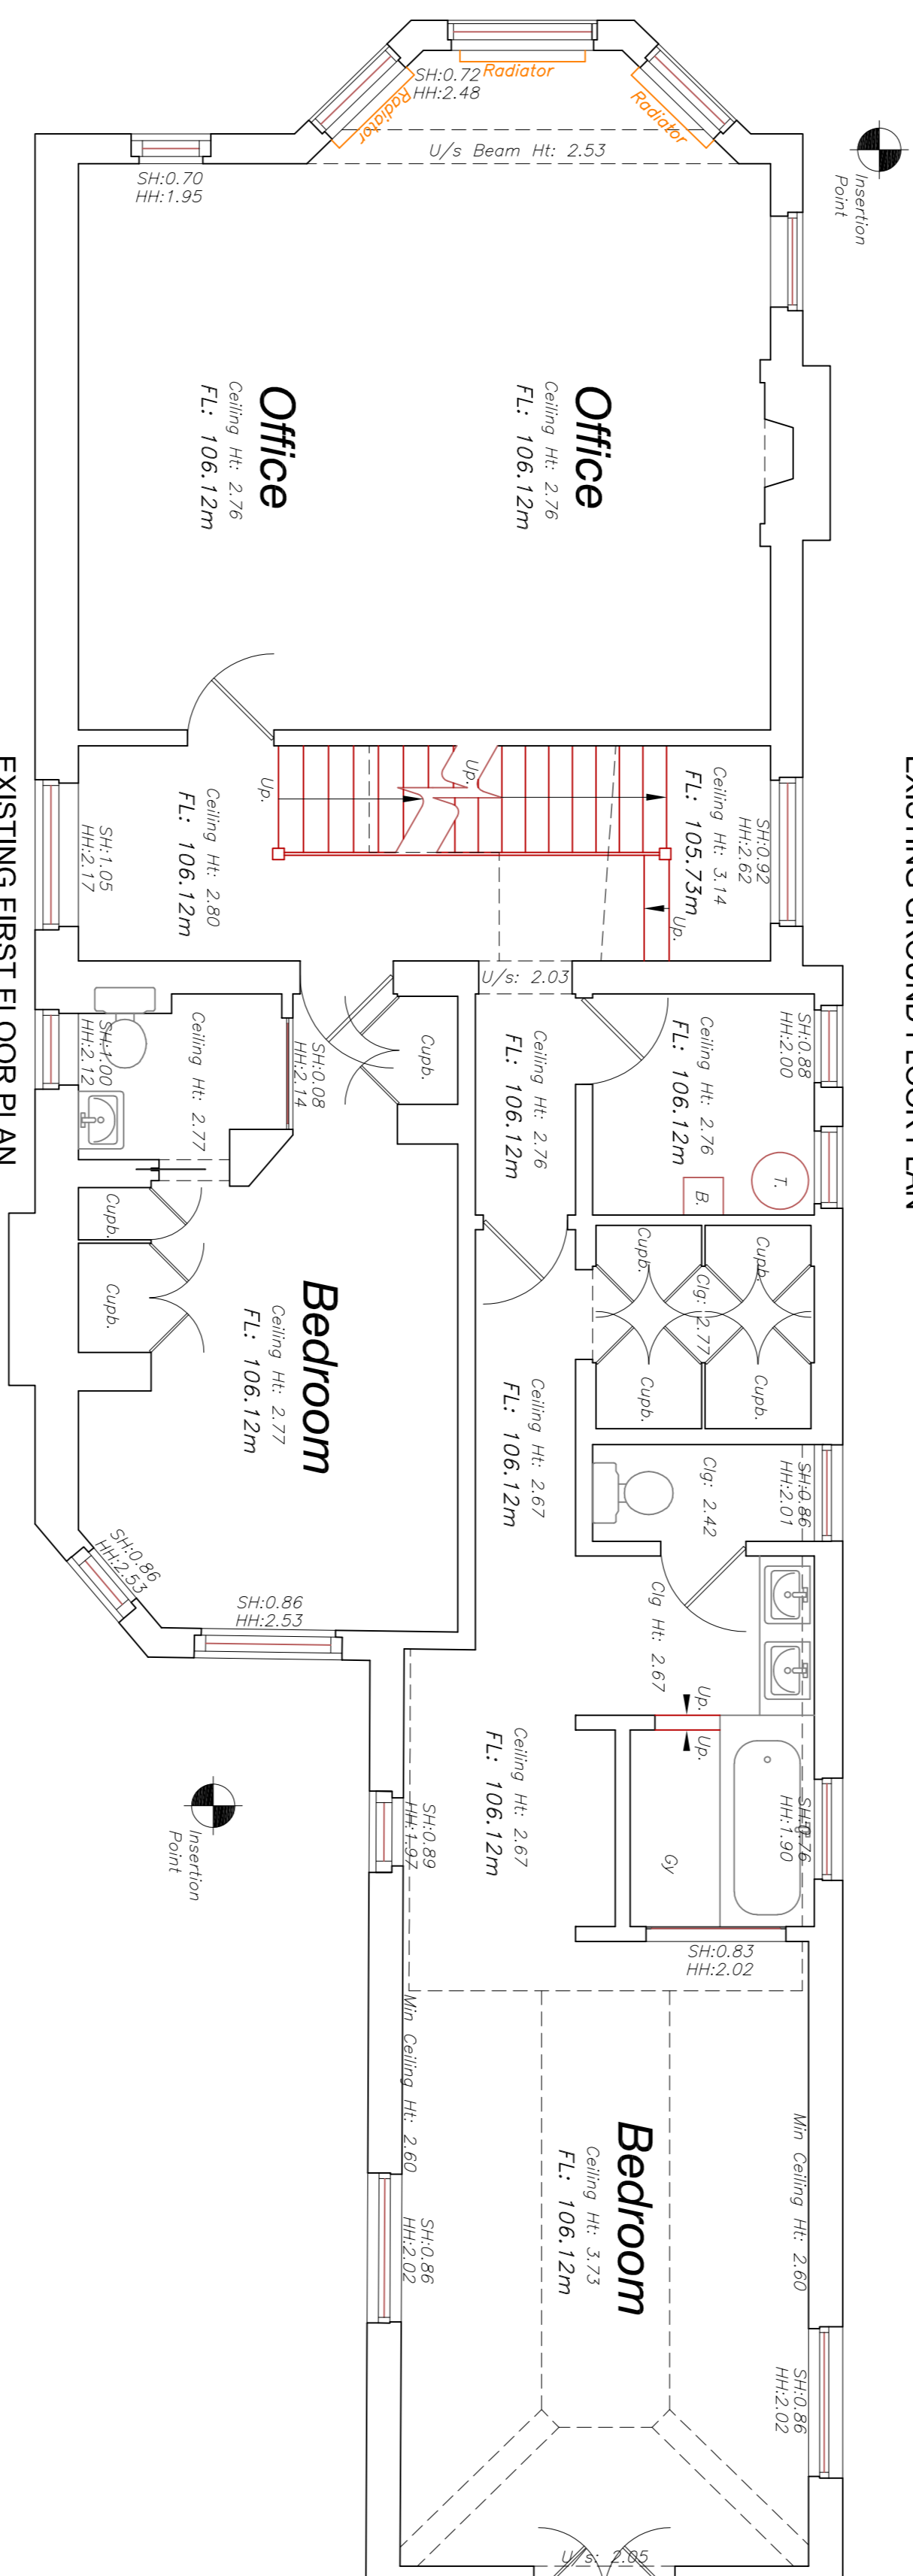 EXISTING GROUND FLOOR PLAN
Insertion
Point
Radiator
Radiator
Radiator
SH:0.72
HH:2.48
U/s Beam Ht: 2.53
SH:0.70
HH:1.95
Office
Ceiling Ht: 2.76
FL: 106.12m
Office
Ceiling Ht: 2.76
FL: 106.12m
SH:0.92
HH:2.62
Ceiling Ht: 3.14
FL: 105.73m
Up.
Up.
Up.
Ceiling Ht: 2.80
FL: 106.12m
SH:1.05
HH:2.17
U/s: 2.03
SH:0.88
HH:2.00
Ceiling Ht: 2.76
FL: 106.12m
T.
B.
Ceiling Ht: 2.76
FL: 106.12m
Cupb.
SH:0.08
HH:2.14
Ceiling Ht: 2.77
SH:1.00
HH:2.12
Cupb.
Cupb.
Cupb.
Cupb.
Clg: 2.77
Cupb.
Cupb.
Bedroom
Ceiling Ht: 2.77
FL: 106.12m
Ceiling Ht: 2.67
FL: 106.12m
SH:0.86
HH:2.01
Clg: 2.42
Clg Ht: 2.67
SH:0.86
HH:2.53
SH:0.86
HH:2.53
Up.
Up.
SH:0.76
HH:1.90
Gy
Ceiling Ht: 2.67
FL: 106.12m
SH:0.89
HH:1.97
SH:0.83
HH:2.02
Insertion
Point
Min Ceiling Ht: 2.60
Min Ceiling Ht: 2.60
Bedroom
Ceiling Ht: 3.73
FL: 106.12m
SH:0.86
HH:2.02
SH:0.86
HH:2.02
U/s: 2.05
EXISTING FIRST FLOOR PLAN